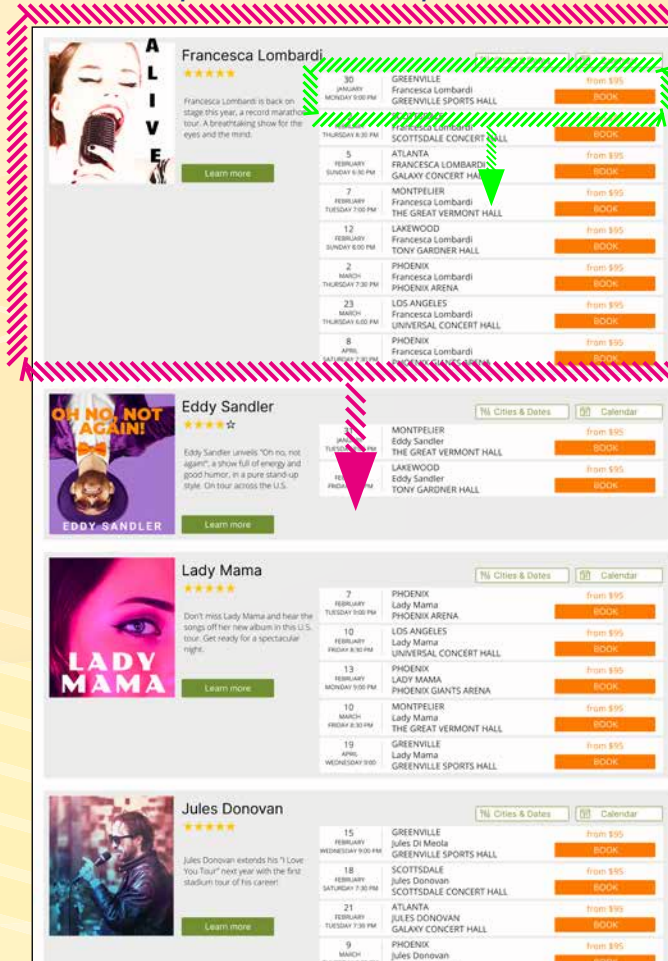 ALIVE
Francesca Lombardi
Francesca Lombardi is back on
stage this year, a record marathon
tour. A breathtaking show for the
eyes and the mind.
Learn more
30
JANUARY
MONDAY 9:00 PM
GREENVILLE
Francesca Lombardi
GREENVILLE SPORTS HALL
from $95
BOOK
THURSDAY 8:30 PM
Francesca Lombardi
SCOTTSDALE CONCERT HALL
BOOK
5
FEBRUARY
SUNDAY 6:30 PM
ATLANTA
FRANCESCA LOMBARDI
GALAXY CONCERT HALL
from $95
BOOK
7
FEBRUARY
TUESDAY 7:00 PM
MONTPELIER
Francesca Lombardi
THE GREAT VERMONT HALL
from $95
BOOK
12
FEBRUARY
SUNDAY 8:00 PM
LAKEWOOD
Francesca Lombardi
TONY GARDNER HALL
from $95
BOOK
2
MARCH
THURSDAY 7:30 PM
PHOENIX
Francesca Lombardi
PHOENIX ARENA
from $95
BOOK
23
MARCH
THURSDAY 6:00 PM
LOS ANGELES
Francesca Lombardi
UNIVERSAL CONCERT HALL
from $95
BOOK
8
APRIL
SATURDAY 7:30 PM
PHOENIX
Francesca Lombardi
PHOENIX GIANTS ARENA
from $95
BOOK
OH NO, NOT
AGAIN!
EDDY SANDLER
Eddy Sandler
Eddy Sandler unveils "Oh no, not
again!", a show full of energy and
good humor, in a pure stand-up
style. On tour across the U.S.
Learn more
Cities & Dates
Calendar
31
MONTPELIER
Eddy Sandler
THE GREAT VERMONT HALL
from $95
BOOK
LAKEWOOD
Eddy Sandler
TONY GARDNER HALL
from $95
BOOK
LADY
MAMA
Lady Mama
Don't miss Lady Mama and hear the
songs off her new album in this U.S.
tour. Get ready for a spectacular
night.
Learn more
Cities & Dates
Calendar
7
FEBRUARY
TUESDAY 9:00 PM
PHOENIX
Lady Mama
PHOENIX ARENA
from $95
BOOK
10
FEBRUARY
FRIDAY 8:30 PM
LOS ANGELES
Lady Mama
UNIVERSAL CONCERT HALL
from $95
BOOK
13
FEBRUARY
MONDAY 9:00 PM
PHOENIX
LADY MAMA
PHOENIX GIANTS ARENA
from $95
BOOK
10
MARCH
FRIDAY 8:30 PM
MONTPELIER
Lady Mama
THE GREAT VERMONT HALL
from $95
BOOK
19
APRIL
WEDNESDAY 9:00
GREENVILLE
Lady Mama
GREENVILLE SPORTS HALL
from $95
BOOK
Jules Donovan
Jules Donovan extends his "I Love
You Tour" next year with the first
stadium tour of his career!
Learn more
Cities & Dates
Calendar
15
FEBRUARY
WEDNESDAY 9:00 PM
GREENVILLE
Jules Di Meola
GREENVILLE SPORTS HALL
from $95
BOOK
18
FEBRUARY
SATURDAY 7:30 PM
SCOTTSDALE
Jules Donovan
SCOTTSDALE CONCERT HALL
from $95
BOOK
21
FEBRUARY
TUESDAY 7:30 PM
ATLANTA
JULES DONOVAN
GALAXY CONCERT HALL
from $95
BOOK
9
MARCH
PHOENIX
Jules Donovan
from $95